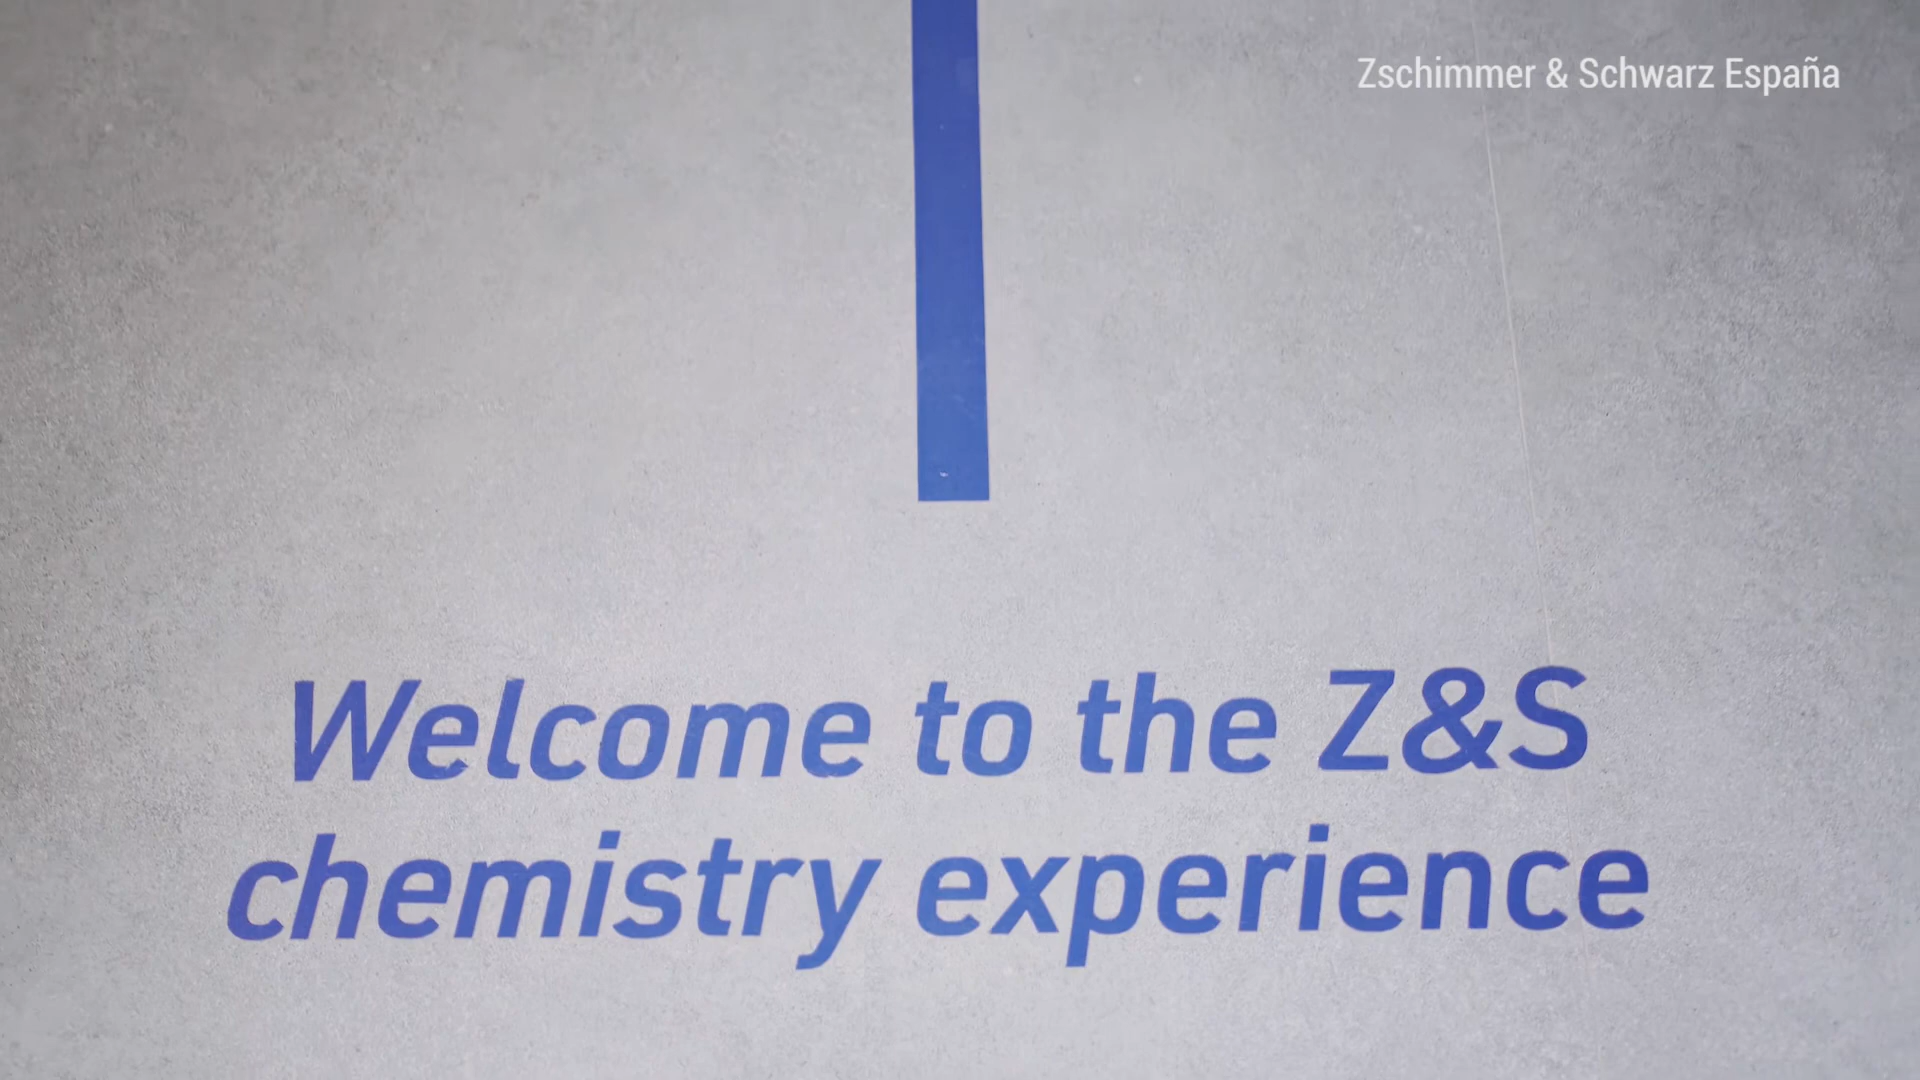 Zschimmer & Schwarz España
Welcome to the Z&S
chemistry experience